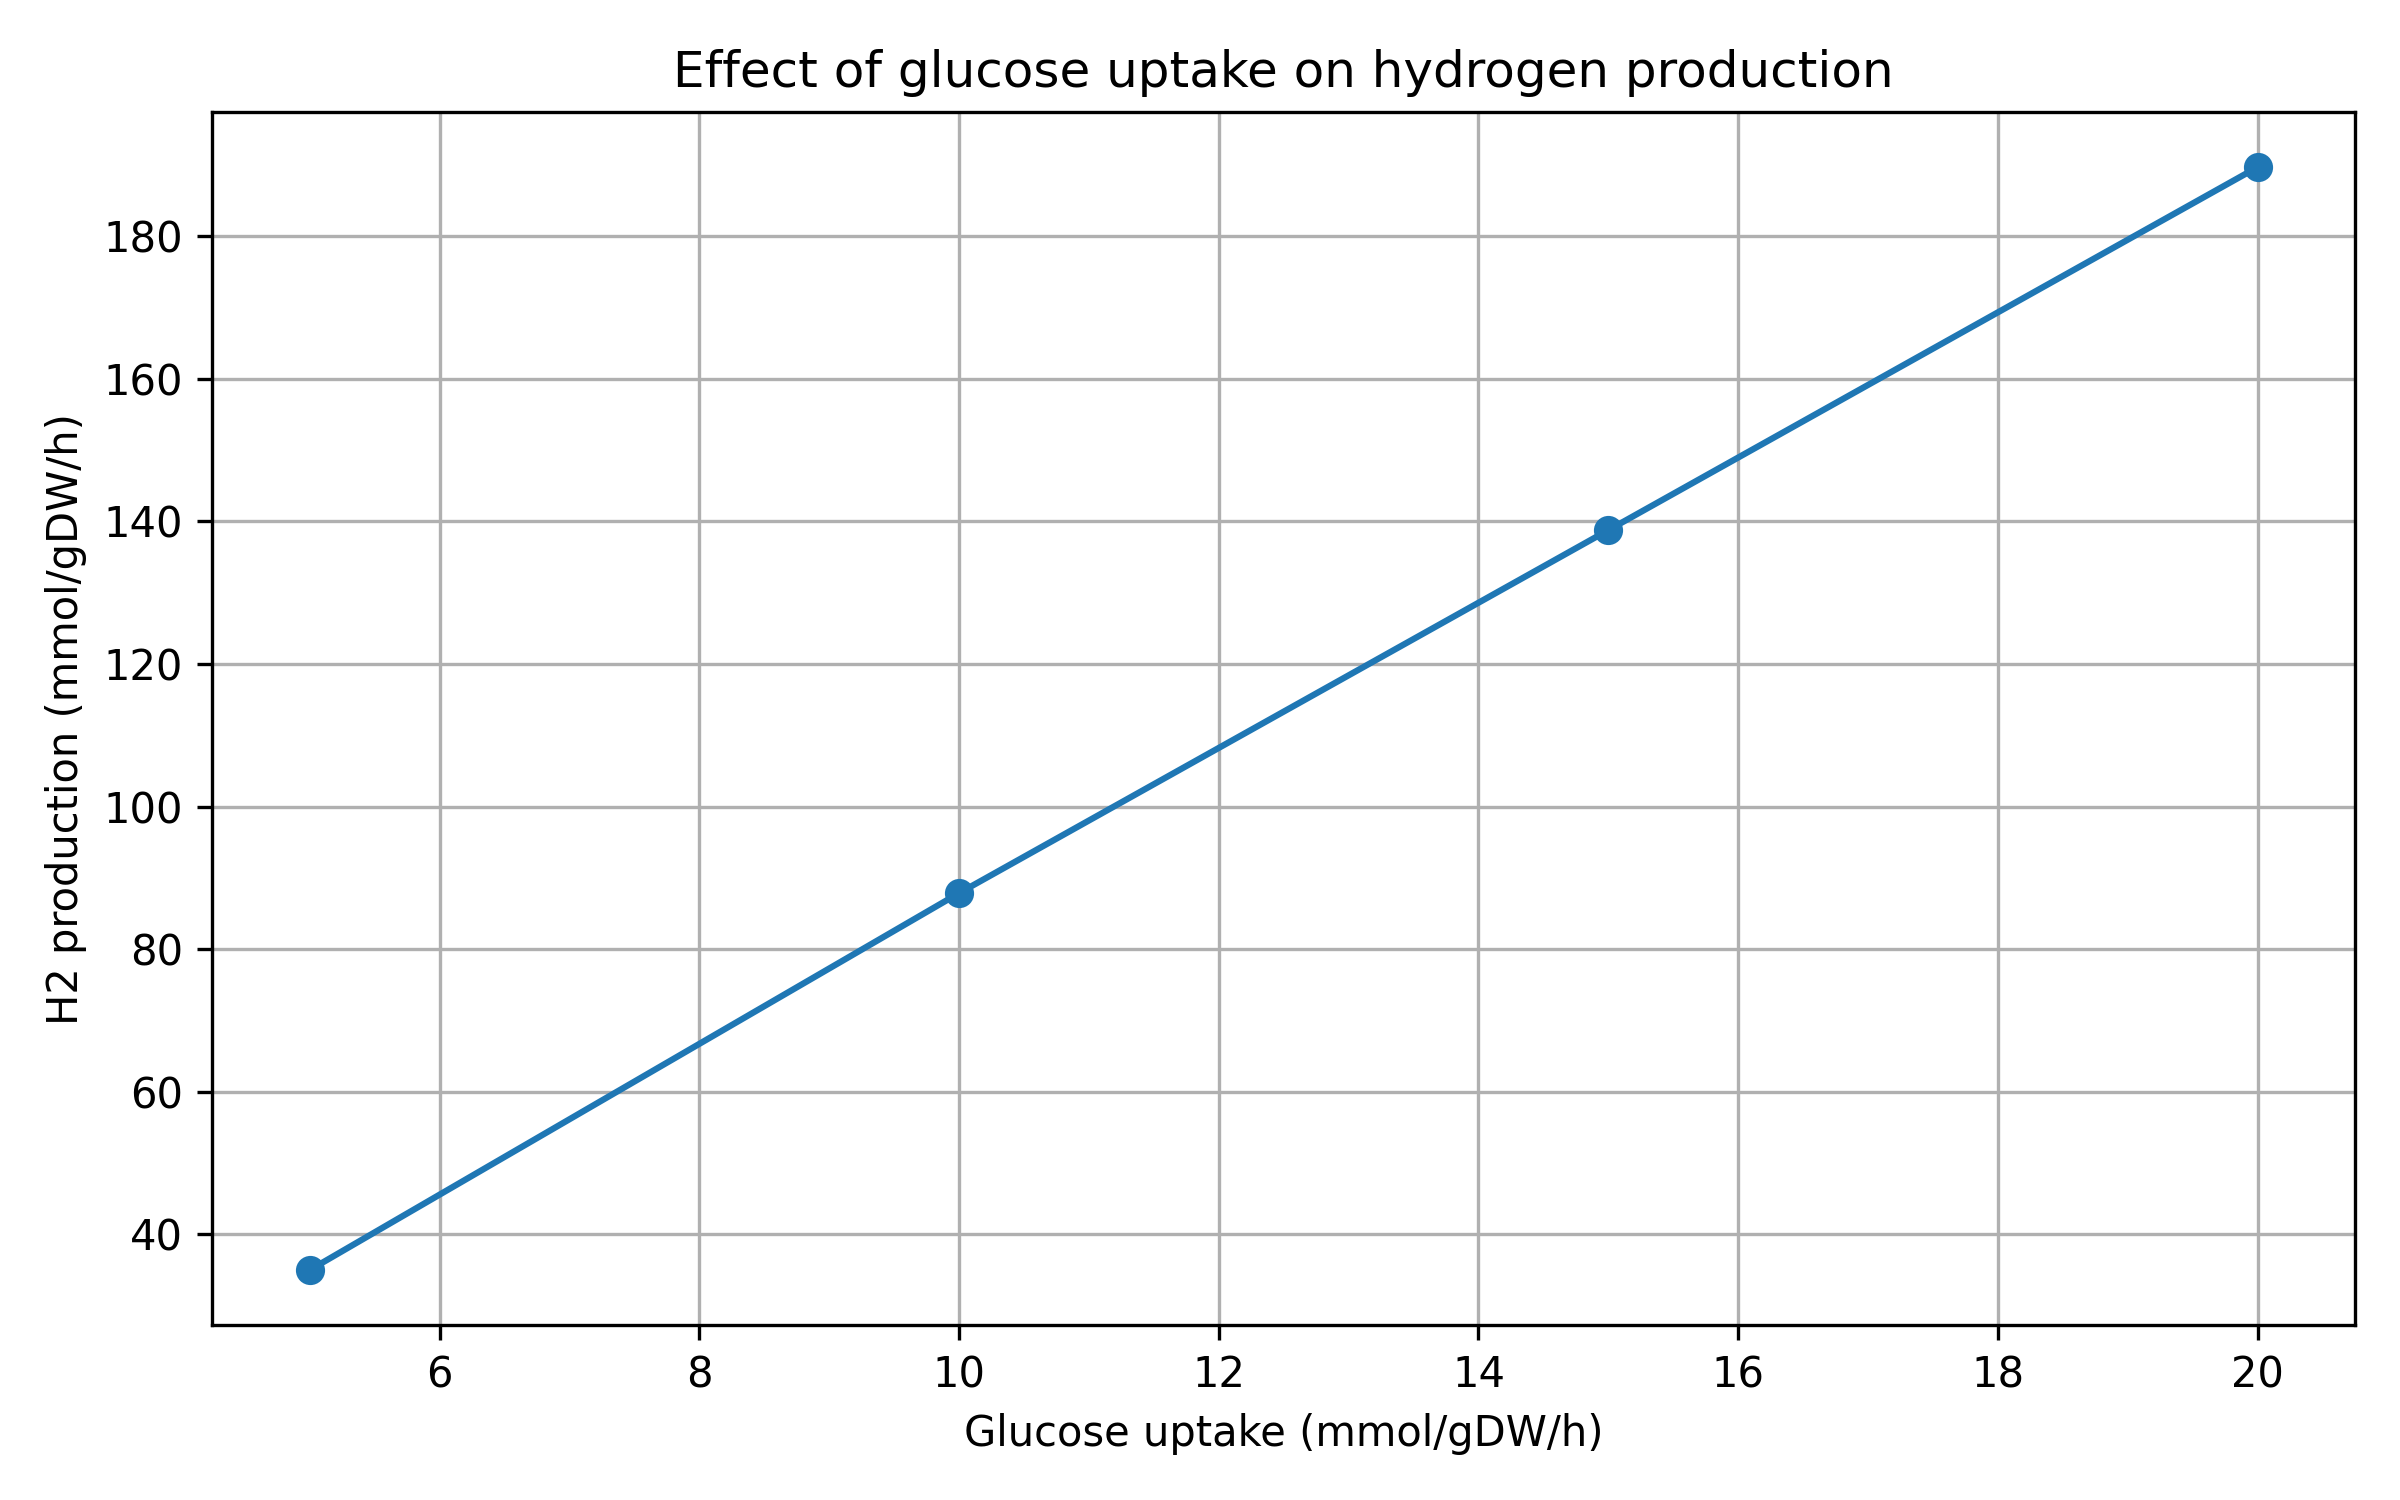 Effect of glucose uptake on hydrogen production
H2 production (mmol/gDW/h)
180
160
140
120
100
80
60
40
6 8 10 12 14 16 18 20
Glucose uptake (mmol/gDW/h)